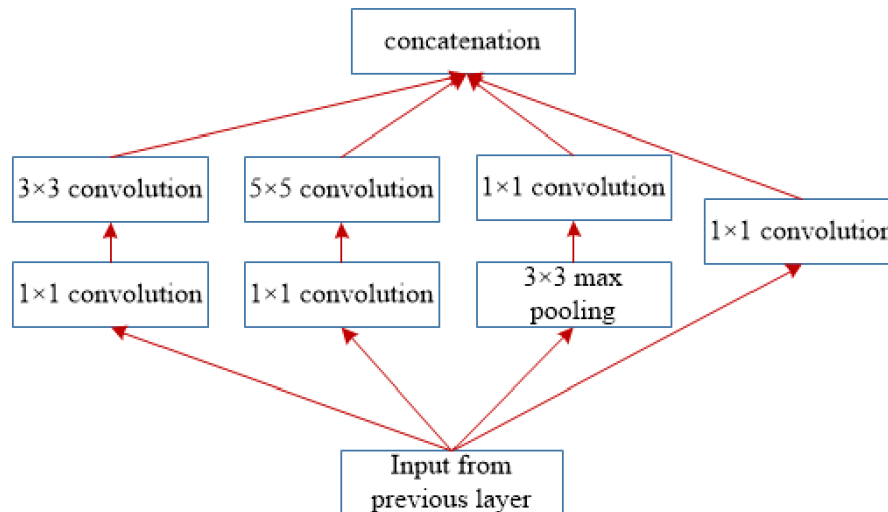 concatenation
3×3 convolution
5×5 convolution
1×1 convolution
1×1 convolution
1×1 convolution
1×1 convolution
3×3 max
pooling
Input from
previous layer